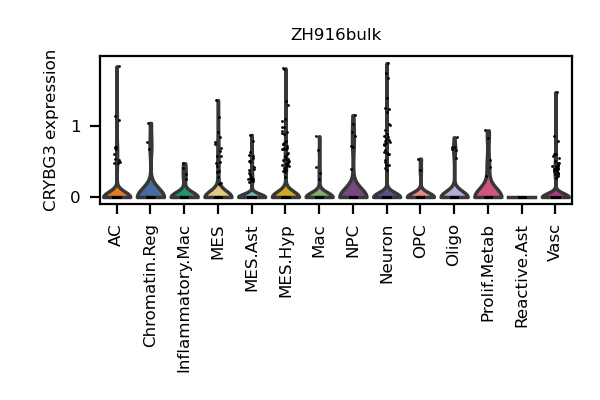 ZH916bulk
CRYBG3 expression
1
0
AC
Chromatin.Reg
Inflammatory.Mac
MES
MES.Ast
MES.Hyp
Mac
NPC
Neuron
OPC
Oligo
Prolif.Metab
Reactive.Ast
Vasc